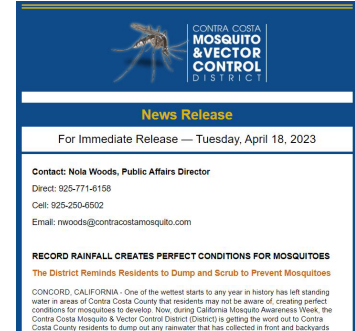 CONTRA COSTA
MOSQUITO
& VECTOR
CONTROL
DISTRICT
News Release
For Immediate Release — Tuesday, April 18, 2023
Contact: Nola Woods, Public Affairs Director
Direct: 925-771-6158
Cell: 925-250-6502
Email: nwoods@contracostamosquito.com
RECORD RAINFALL CREATES PERFECT CONDITIONS FOR MOSQUITOES
The District Reminds Residents to Dump and Scrub to Prevent Mosquitoes
CONCORD, CALIFORNIA - One of the wettest starts to any year in history has left standing
water in areas of Contra Costa County that residents may not be aware of, creating perfect
conditions for mosquitoes to develop. Now, during California Mosquito Awareness Week, the
Contra Costa Mosquito & Vector Control District (District) is getting the word out to Contra
Costa County residents to dump out any rainwater that has collected in front and backyards